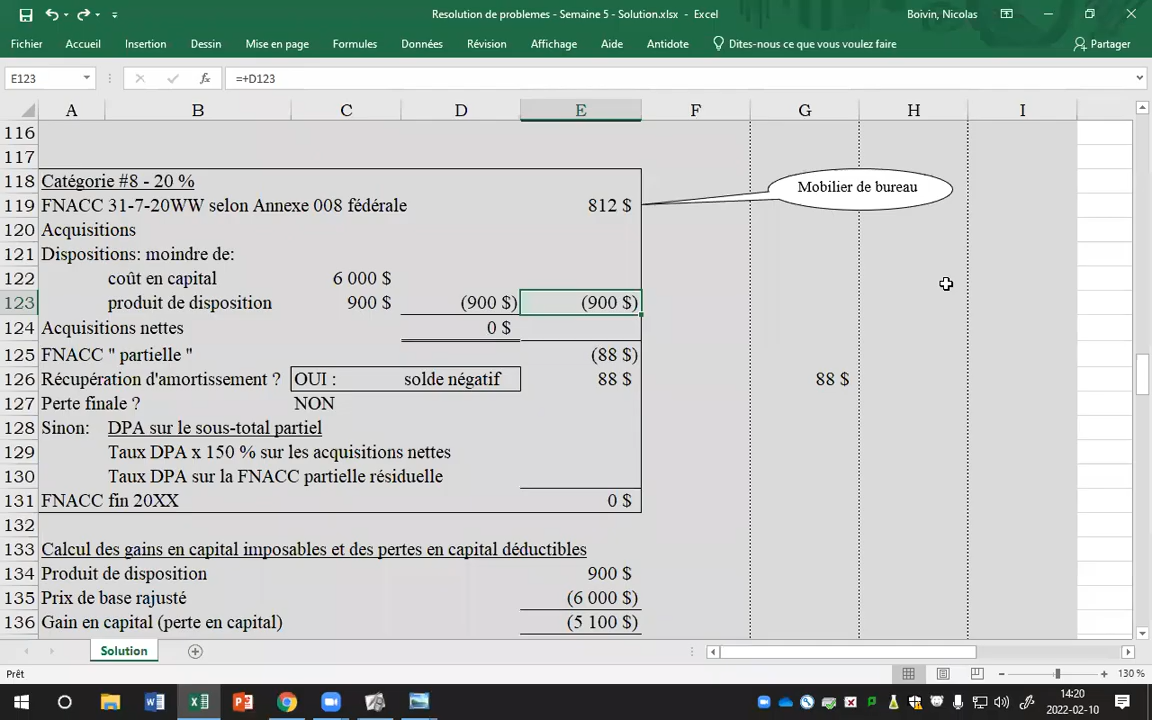 Resolution de problemes - Semaine 5 - Solution.xlsx - Excel
Boivin, Nicolas
Fichier Accueil Insertion Dessin Mise en page Formules Données Révision Affichage Aide Antidote Dites-nous ce que vous voulez faire Partager
E123 fx =+D123
A B C D E F G H I
116
117
118 Catégorie #8 - 20 %
Mobilier de bureau
119 FNACC 31-7-20WW selon Annexe 008 fédérale 812 $
120 Acquisitions
121 Dispositions: moindre de:
122 coût en capital 6 000 $
123 produit de disposition 900 $ (900 $) (900 $)
124 Acquisitions nettes 0 $
125 FNACC " partielle " (88 $)
126 Récupération d'amortissement ? OUI : solde négatif 88 $ 88 $
127 Perte finale ? NON
128 Sinon: DPA sur le sous-total partiel
129 Taux DPA x 150 % sur les acquisitions nettes
130 Taux DPA sur la FNACC partielle résiduelle
131 FNACC fin 20XX 0 $
132
133 Calcul des gains en capital imposables et des pertes en capital déductibles
134 Produit de disposition 900 $
135 Prix de base rajusté (6 000 $)
136 Gain en capital (perte en capital) (5 100 $)
Solution
Prêt 130 %
14:20
2022-02-10